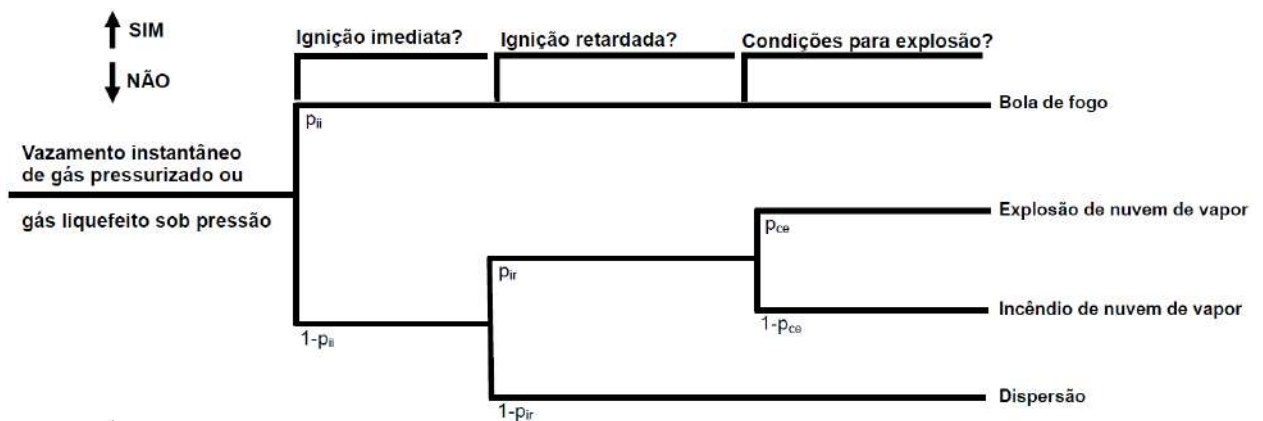 SIM
NÃO
Ignição imediata?
Ignição retardada?
Condições para explosão?
Bola de fogo
pii
Vazamento instantâneo
de gás pressurizado ou
gás liquefeito sob pressão
Explosão de nuvem de vapor
pce
pir
Incêndio de nuvem de vapor
1-pce
1-pii
Dispersão
1-pir